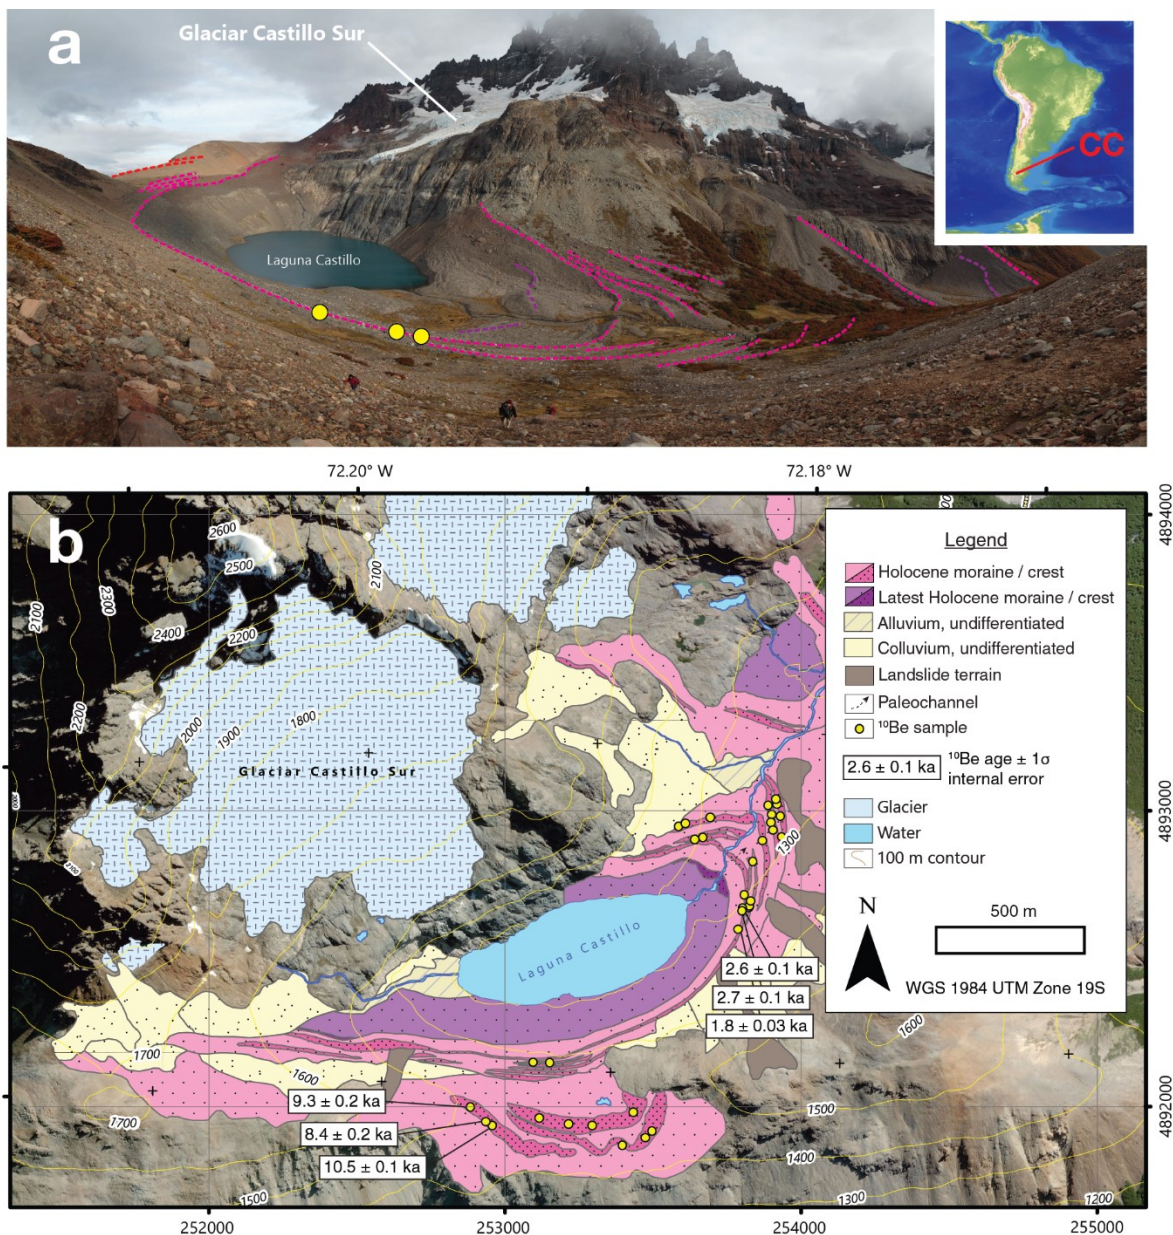 a
Glaciar Castillo Sur
CC
Laguna Castillo
72.20° W
72.18° W
b
2600
2500
2400
2200
2100
2300
2100
2200
2000
1900
1800
Glaciar Castillo Sur
Laguna Castillo
1300
2.6 ± 0.1 ka
2.7 ± 0.1 ka
1.8 ± 0.03 ka
1700
1600
1700
9.3 ± 0.2 ka
8.4 ± 0.2 ka
10.5 ± 0.1 ka
1500
1600
1500
1400
1300
1200
Legend
Holocene moraine / crest
Latest Holocene moraine / crest
Alluvium, undifferentiated
Colluvium, undifferentiated
Landslide terrain
Paleochannel
¹⁰Be sample
2.6 ± 0.1 ka
¹⁰Be age ± 1σ
internal error
Glacier
Water
100 m contour
N
500 m
WGS 1984 UTM Zone 19S
4894000
4893000
4892000
252000
253000
254000
255000